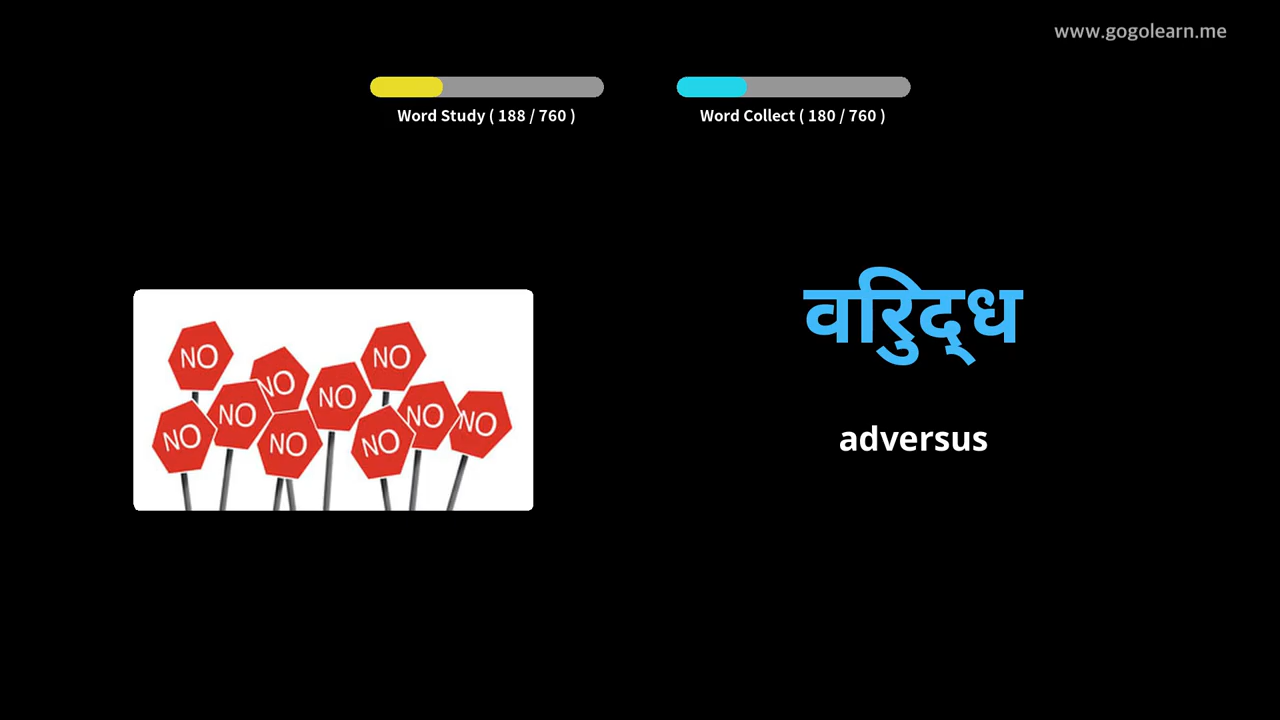 www.gogolearn.me
Word Study ( 188 / 760 )
Word Collect ( 180 / 760 )
NO NO
NO
NO
NO NO NO
NO NO NO
वरिुद्‌ध
adversus